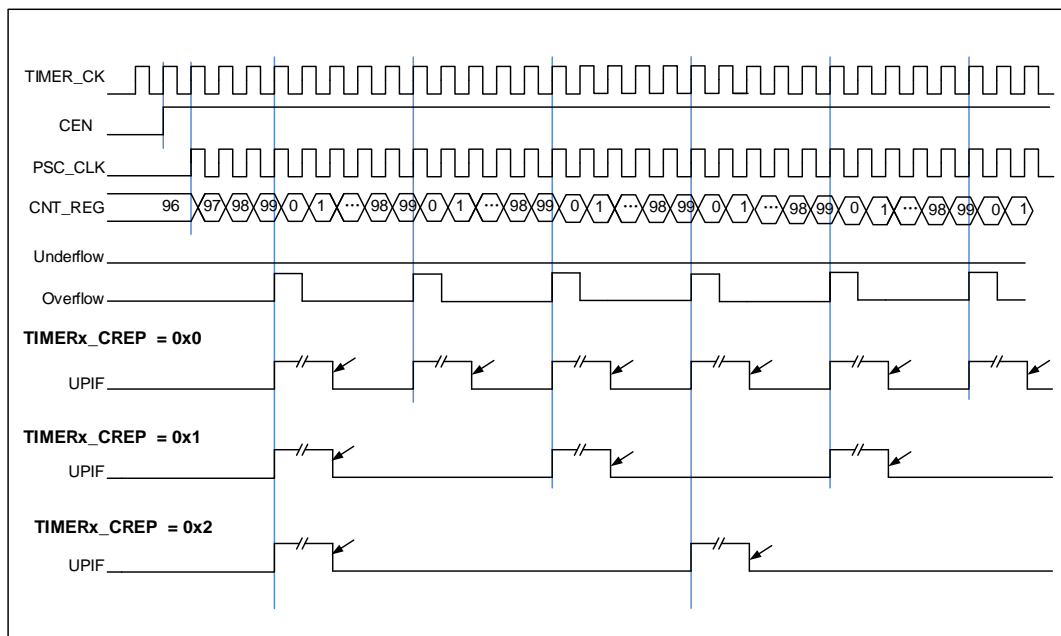 TIMER_CK
CEN
PSC_CLK
CNT_REG 96 97 98 99 0 1 ... 98 99 0 1 ... 98 99 0 1 ... 98 99 0 1 ... 98 99 0 1 ... 98 99 0 1
Underflow
Overflow
TIMERx_CREP = 0x0
UPIF
TIMERx_CREP = 0x1
UPIF
TIMERx_CREP = 0x2
UPIF